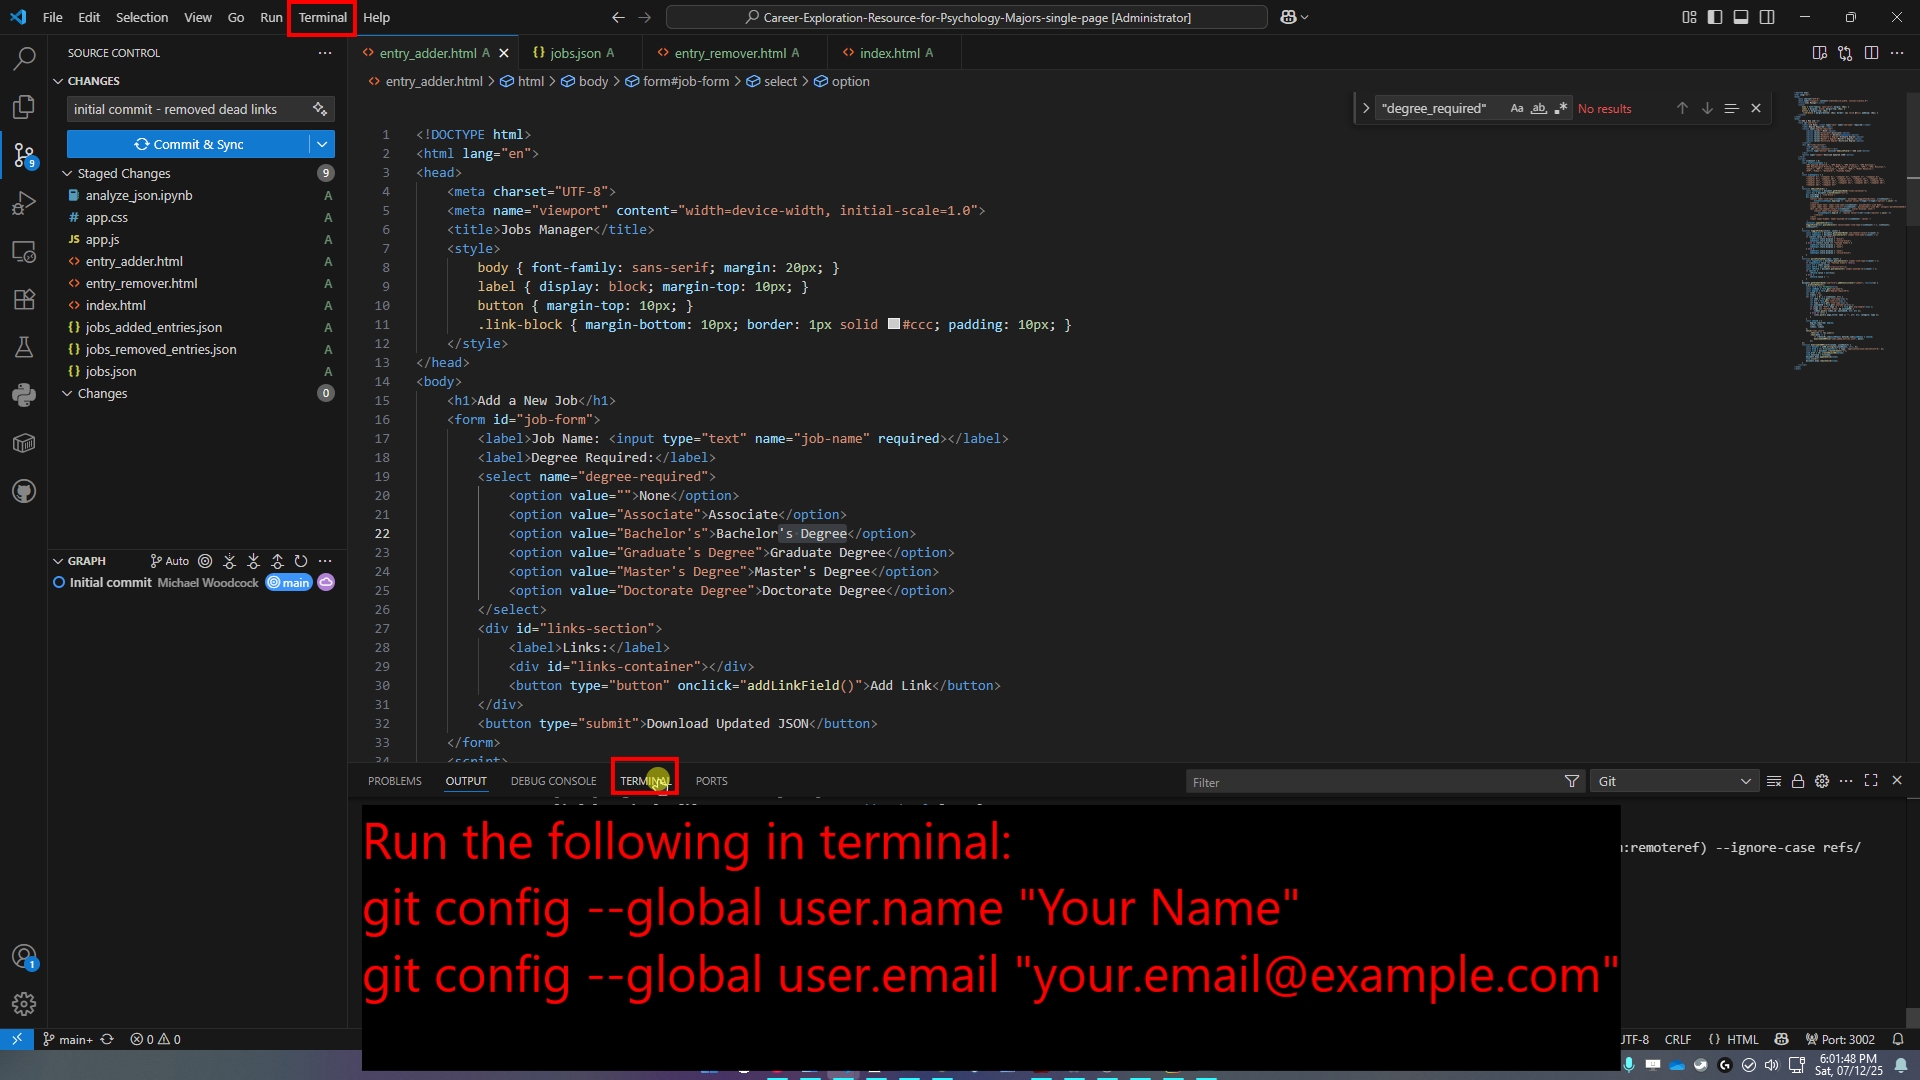 File Edit Selection View Go Run Terminal Help
Career-Exploration-Resource-for-Psychology-Majors-single-page [Administrator]
SOURCE CONTROL
entry_adder.html A
jobs.json A
entry_remover.html A
index.html A
CHANGES
entry_adder.html > html > body > form#job-form > select > option
initial commit - removed dead links
"degree_required" Aa ab .* No results
Commit & Sync
Staged Changes 9
analyze_json.ipynb A
app.css A
JS app.js A
entry_adder.html A
entry_remover.html A
index.html A
jobs_added_entries.json A
jobs_removed_entries.json A
jobs.json A
Changes 0
GRAPH Auto
Initial commit Michael Woodcock main
1 <!DOCTYPE html>
2 <html lang="en">
3 <head>
4 <meta charset="UTF-8">
5 <meta name="viewport" content="width=device-width, initial-scale=1.0">
6 <title>Jobs Manager</title>
7 <style>
8 body { font-family: sans-serif; margin: 20px; }
9 label { display: block; margin-top: 10px; }
10 button { margin-top: 10px; }
11 .link-block { margin-bottom: 10px; border: 1px solid #ccc; padding: 10px; }
12 </style>
13 </head>
14 <body>
15 <h1>Add a New Job</h1>
16 <form id="job-form">
17 <label>Job Name: <input type="text" name="job-name" required></label>
18 <label>Degree Required:</label>
19 <select name="degree-required">
20 <option value="">None</option>
21 <option value="Associate">Associate</option>
22 <option value="Bachelor's">Bachelor's Degree</option>
23 <option value="Graduate's Degree">Graduate Degree</option>
24 <option value="Master's Degree">Master's Degree</option>
25 <option value="Doctorate Degree">Doctorate Degree</option>
26 </select>
27 <div id="links-section">
28 <label>Links:</label>
29 <div id="links-container"></div>
30 <button type="button" onclick="addLinkField()">Add Link</button>
31 </div>
32 <button type="submit">Download Updated JSON</button>
33 </form>
34 <script>
PROBLEMS OUTPUT DEBUG CONSOLE TERMINAL PORTS
Filter
Git
:remoteref) --ignore-case refs/
Run the following in terminal:
git config --global user.name "Your Name"
git config --global user.email "your.email@example.com"
9
1
main+ 0 0
UTF-8 CRLF {} HTML Port: 3002
6:01:48 PM
Sat, 07/12/25